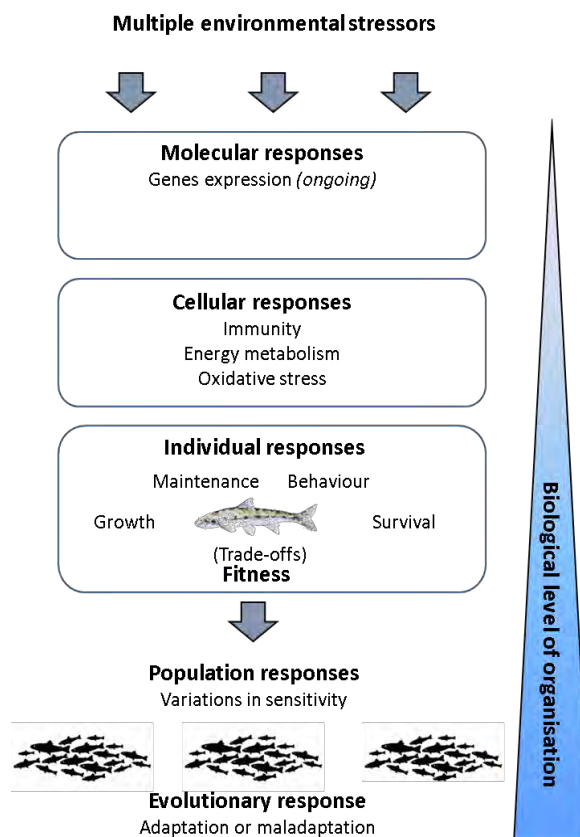 Multiple environmental stressors
Molecular responses
Genes expression (ongoing)
Cellular responses
Immunity
Energy metabolism
Oxidative stress
Individual responses
Maintenance Behaviour
Growth Survival
(Trade-offs)
Fitness
Population responses
Variations in sensitivity
Evolutionary response
Adaptation or maladaptation
Biological level of organisation